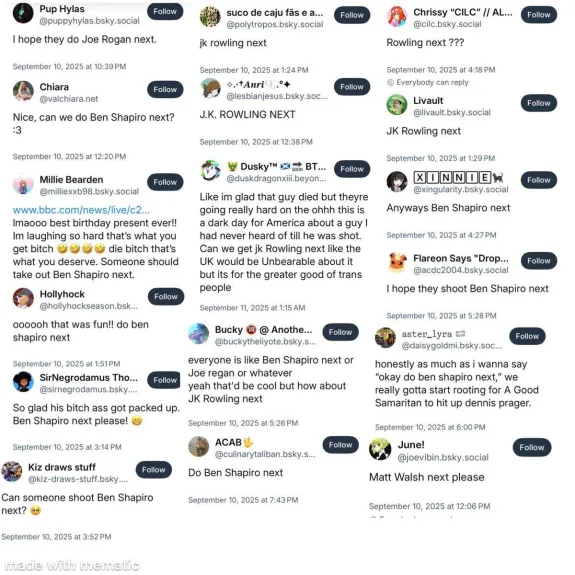 Pup Hylas
@puppyhylas.bsky.social
Follow
I hope they do Joe Rogan next.
September 10, 2025 at 10:39 PM
Chiara
@valchiara.net
Follow
Nice, can we do Ben Shapiro next?
:3
September 10, 2025 at 12:20 PM
Millie Bearden
@milliexxb98.bsky.social
Follow
www.bbc.com/news/live/c2...
lmaooo best birthday present ever!!
Im laughing so hard that's what you
get bitch 🤣🤣🤣🤣 die bitch that's
what you deserve. Someone should
take out Ben Shapiro next.
Hollyhock
@hollyhockseason.bsk...
Follow
oooooh that was fun!! do ben
shapiro next
September 10, 2025 at 1:51 PM
SirNegrodamus Tho...
@sirnegrodamus.bsky....
Follow
So glad his bitch ass got packed up.
Ben Shapiro next please!
September 10, 2025 at 3:14 PM
Kiz draws stuff
@kiz-draws-stuff.bsky....
Follow
Can someone shoot Ben Shapiro
next? 🥺
September 10, 2025 at 3:52 PM
made with mematic
suco de caju fãs e a...
@polytropos.bsky.social
Follow
jk rowling next
September 10, 2025 at 1:24 PM
Anri
@lesbianjesus.bsky.soc...
Follow
J.K. ROWLING NEXT
September 10, 2025 at 12:38 PM
Dusky™ BT...
@duskdragonxiii.beyon...
Follow
Like im glad that guy died but theyre
going really hard on the ohhh this is
a dark day for America about a guy I
had never heard of till he was shot.
Can we get jk Rowling next like the
UK would be Unbearable about it
but its for the greater good of trans
people
September 11, 2025 at 1:15 AM
Bucky 🔞 @ Anothe...
@buckytheliyote.bsky.s...
Follow
everyone is like Ben Shapiro next or
Joe regan or whatever
yeah that'd be cool but how about
JK Rowling next
September 10, 2025 at 5:26 PM
ACAB
@culinarytaliban.bsky.s...
Follow
Do Ben Shapiro next
September 10, 2025 at 7:43 PM
Chrissy "CILC" // AL...
@cilc.bsky.social
Follow
Rowling next ???
September 10, 2025 at 4:18 PM
Everybody can reply
Livault
@livault.bsky.social
Follow
JK Rowling next
September 10, 2025 at 1:29 PM
🅇🄸🄽🄽🄸🄴
@xingularity.bsky.social
Follow
Anyways Ben Shapiro next
September 10, 2025 at 4:27 PM
Flareon Says "Drop...
@acdc2004.bsky.social
Follow
I hope they shoot Ben Shapiro next
September 10, 2025 at 5:28 PM
aster_lyra
@daisygoldmi.bsky.soc...
Follow
honestly as much as i wanna say
"okay do ben shapiro next," we
really gotta start rooting for A Good
Samaritan to hit up dennis prager.
September 10, 2025 at 6:00 PM
June!
@joevibin.bsky.social
Follow
Matt Walsh next please
September 10, 2025 at 12:06 PM